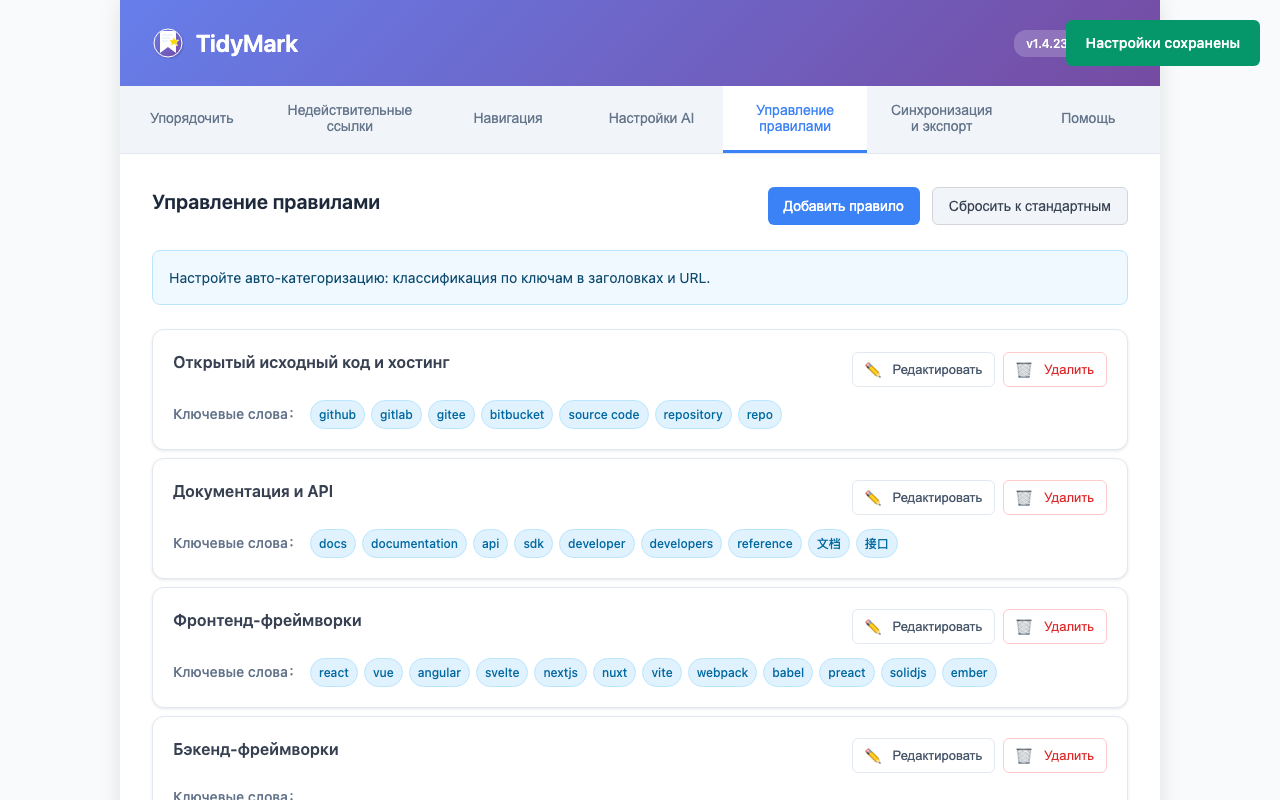 TidyMark
v1.4.23
Настройки сохранены
Упорядочить
Недействительные
ссылки
Навигация
Настройки AI
Управление
правилами
Синхронизация
и экспорт
Помощь
Управление правилами
Добавить правило
Сбросить к стандартным
Настройте авто-категоризацию: классификация по ключам в заголовках и URL.
Открытый исходный код и хостинг
Редактировать
Удалить
Ключевые слова: github gitlab gitee bitbucket source code repository repo
Документация и API
Редактировать
Удалить
Ключевые слова: docs documentation api sdk developer developers reference 文档 接口
Фронтенд-фреймворки
Редактировать
Удалить
Ключевые слова: react vue angular svelte nextjs nuxt vite webpack babel preact solidjs ember
Бэкенд-фреймворки
Редактировать
Удалить
Ключевые слова: